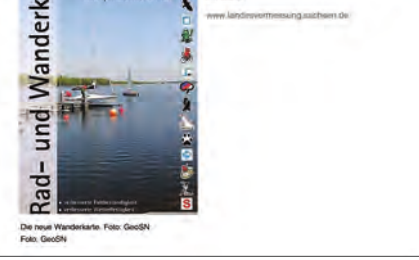 www.landesvermessung.sachsen.de
Rad- und Wanderk
S
Die neue Wanderkarte. Foto: GeoSN
Foto: GeoSN